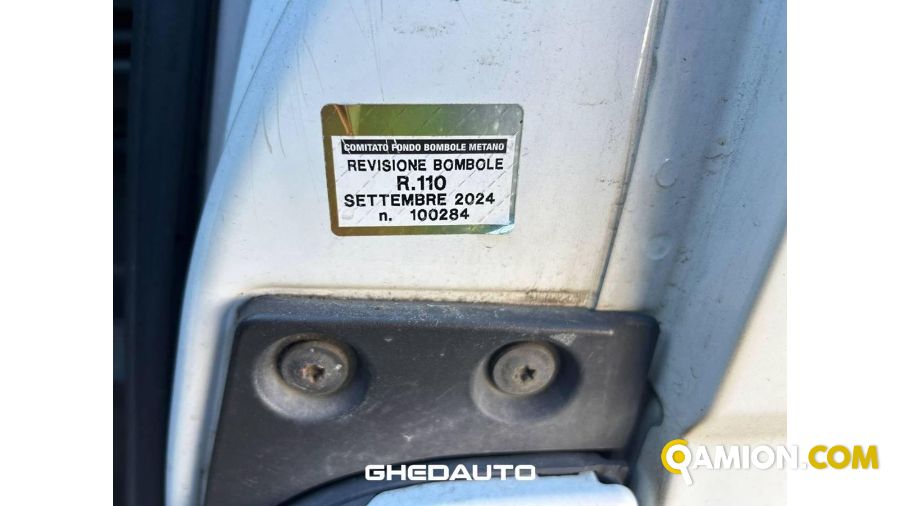 COMITATO FONDO BOMBOLE METANO
REVISIONE BOMBOLE
R.110
SETTEMBRE 2024
n. 100284
GHEDAUTO
QAMION.COM